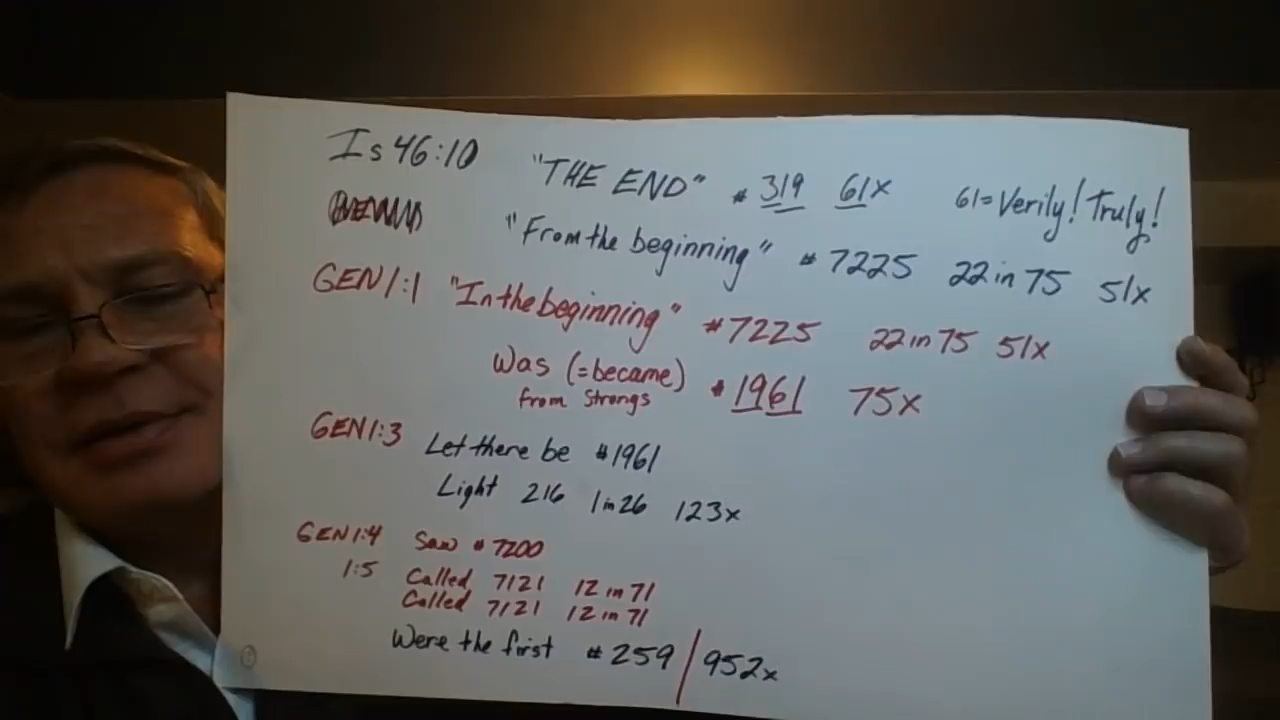 Is 46:10 "THE END" # 319 61x 61=Verily! Truly!
"From the beginning" # 7225 22 in 75 51x
GEN 1:1 "In the beginning" #7225 22 in 75 51x
Was (=became) # 1961 75x
from Strongs
GEN 1:3 Let there be #1961
Light 216 1 in 26 123x
GEN 1:4 Saw # 7200
1:5 Called 7121 12 in 71
Called 7121 12 in 71
Were the first # 259 / 952x